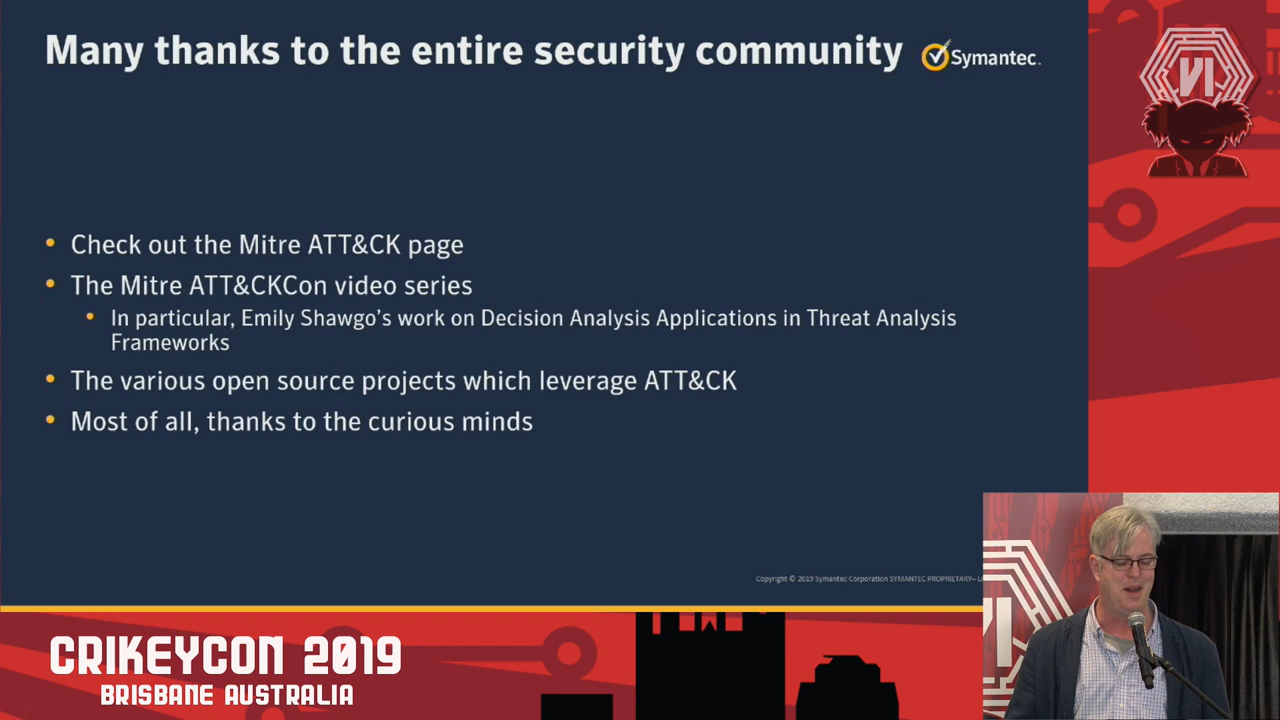 Many thanks to the entire security community
Symantec
VI
Check out the Mitre ATT&CK page
The Mitre ATT&CKCon video series
In particular, Emily Shawgo's work on Decision Analysis Applications in Threat Analysis
Frameworks
The various open source projects which leverage ATT&CK
Most of all, thanks to the curious minds
Copyright © 2019 Symantec Corporation SYMANTEC PROPRIETARY–
CRIKEYCON 2019
BRISBANE AUSTRALIA